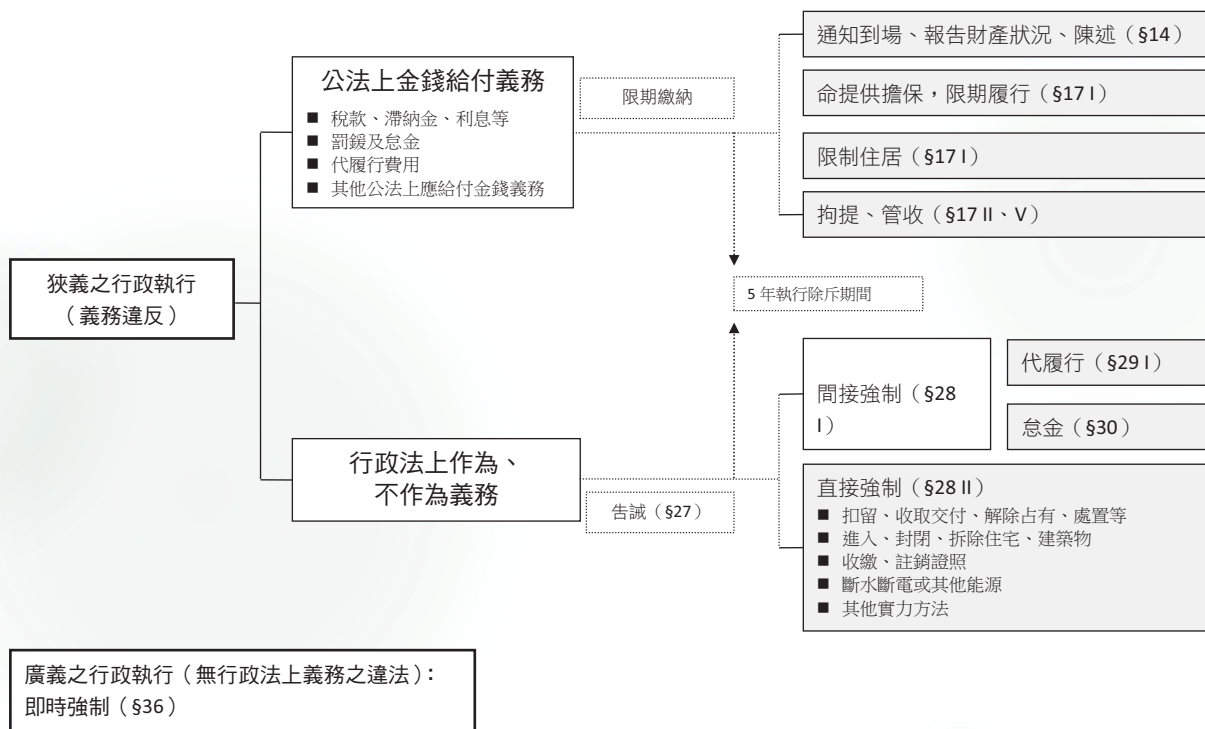 狹義之行政執行
（義務違反）
公法上金錢給付義務
■ 稅款、滯納金、利息等
■ 罰鍰及怠金
■ 代履行費用
■ 其他公法上應給付金錢義務
限期繳納
通知到場、報告財產狀況、陳述（§14）
命提供擔保，限期履行（§17 I）
限制住居（§17 I）
拘提、管收（§17 II、V）
5 年執行除斥期間
行政法上作為、
不作為義務
告誡（§27）
間接強制（§28
I）
代履行（§29 I）
怠金（§30）
直接強制（§28 II）
■ 扣留、收取交付、解除占有、處置等
■ 進入、封閉、拆除住宅、建築物
■ 收繳、註銷證照
■ 斷水斷電或其他能源
■ 其他實力方法
廣義之行政執行（無行政法上義務之違法）：
即時強制（§36）